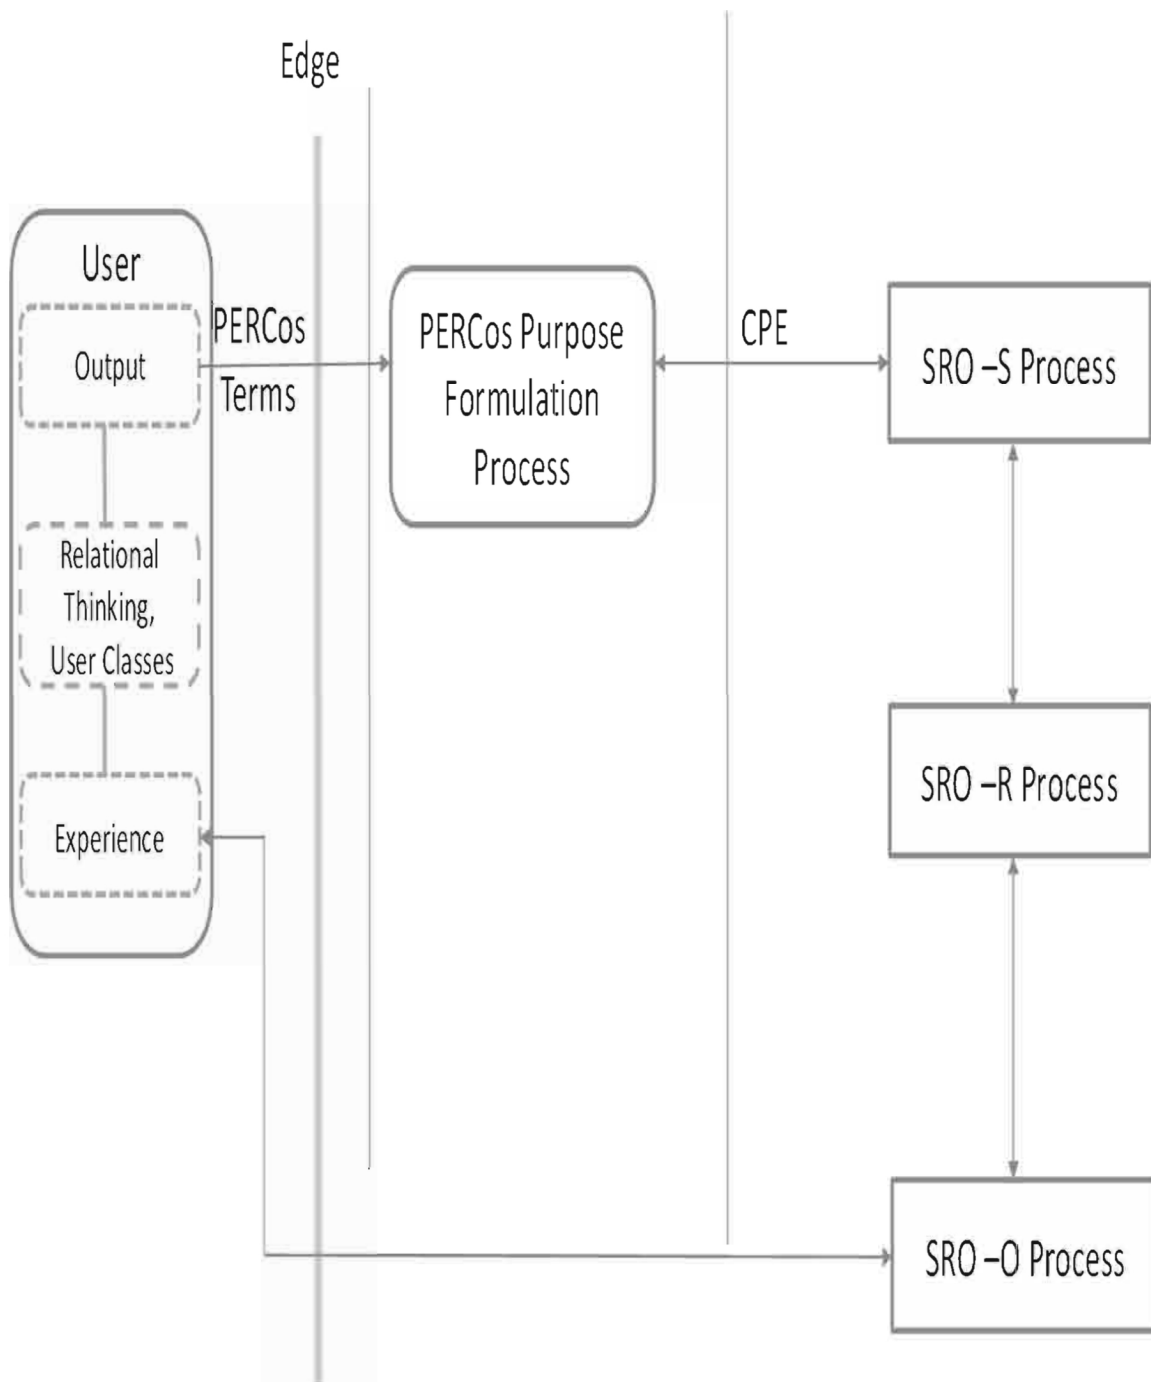 Edge
User
Output
Relational
Thinking,
User Classes
Experience
PERCos
Terms
PERCos Purpose
Formulation
Process
CPE
SRO –S Process
SRO –R Process
SRO –O Process